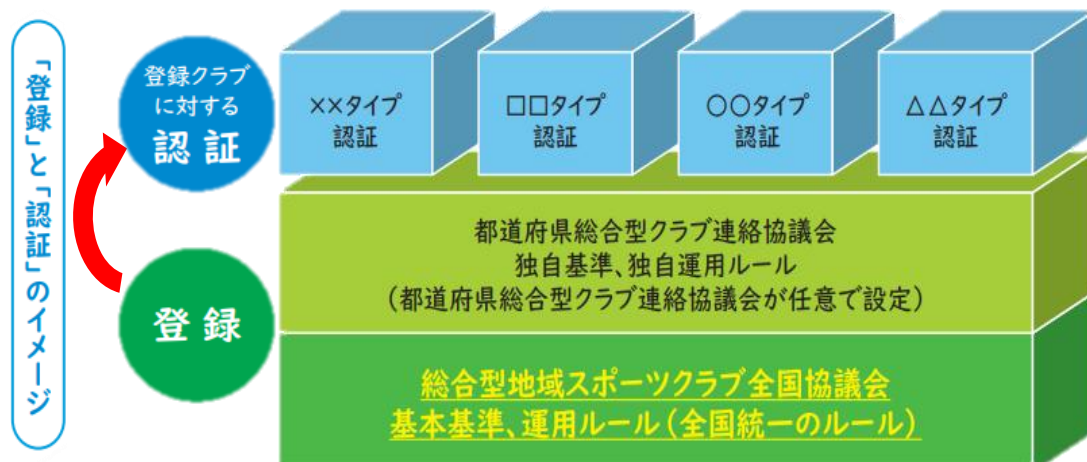 「登録」と「認証」のイメージ
登録クラブ
に対する
認証
××タイプ
認証
□□タイプ
認証
○○タイプ
認証
△△タイプ
認証
登録
都道府県総合型クラブ連絡協議会
独自基準、独自運用ルール
(都道府県総合型クラブ連絡協議会が任意で設定)
総合型地域スポーツクラブ全国協議会
基本基準、運用ルール(全国統一のルール)